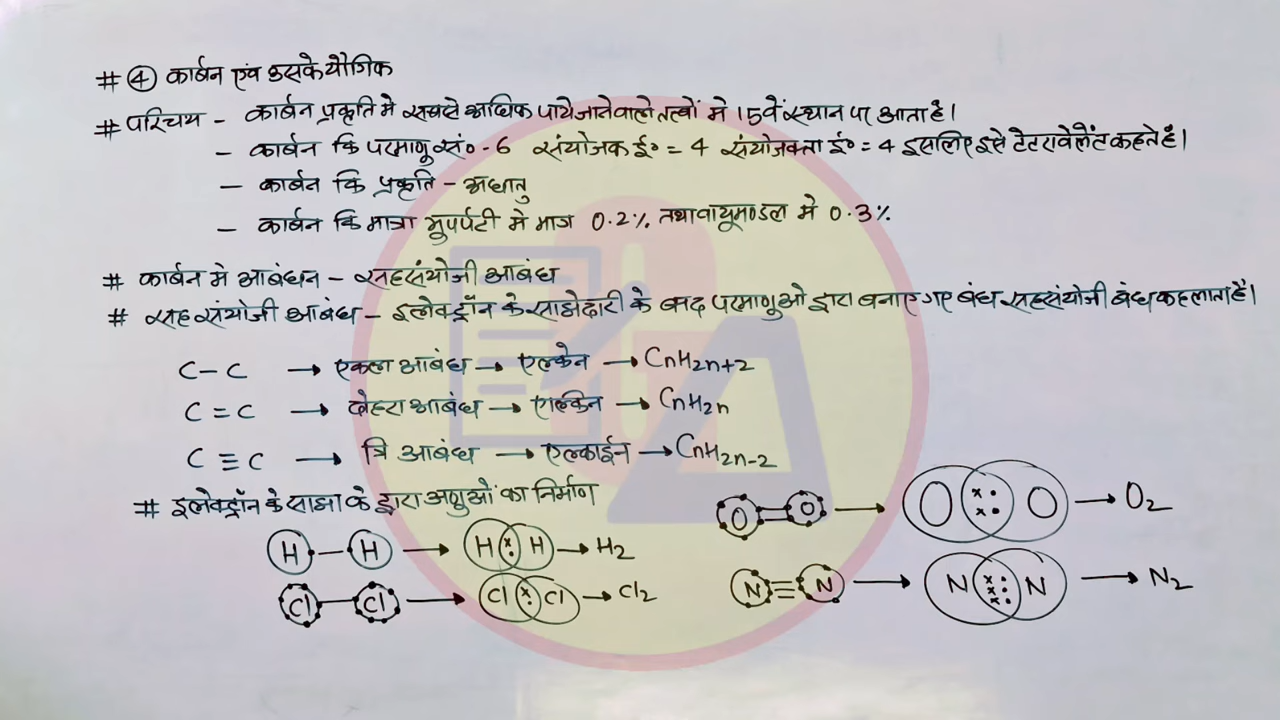 # ④ कार्बन एवं उसके यौगिक
# परिचय - कार्बन प्रकृति मे सबसे अधिक पाये जाने वाले तत्वों मे 15वें स्थान पर आता है।
- कार्बन कि परमाणु सं०-6 संयोजक ई० = 4 संयोजकता ई० = 4 इसलिए इसे टेटरावेलेंट कहते है।
- कार्बन कि प्रकृति - अधातु
- कार्बन कि मात्रा भुपर्पटी मे मात्र 0.2% तथा वायूमण्डल मे 0.3%
# कार्बन मे आबंधन - सहसंयोजी आबंध
# सह संयोजी आबंध - इलेक्ट्रॉन के साझेदारी के बाद परमाणुओ द्वारा बनाए गए बंध सहसंयोजी बंध कहलाता है।
C-C → एकला आबंध → एल्केन → CnH2n+2
C=C → दोहरा आबंध → एल्किन → CnH2n
C≡C → त्रि आबंध → एल्काईन → CnH2n-2
# इलेक्ट्रॉन के साझा के द्वारा अणुओं का निर्माण
H-H → H H → H2
Cl-Cl → Cl Cl → Cl2
O=O → O O → O2
N≡N → N N → N2